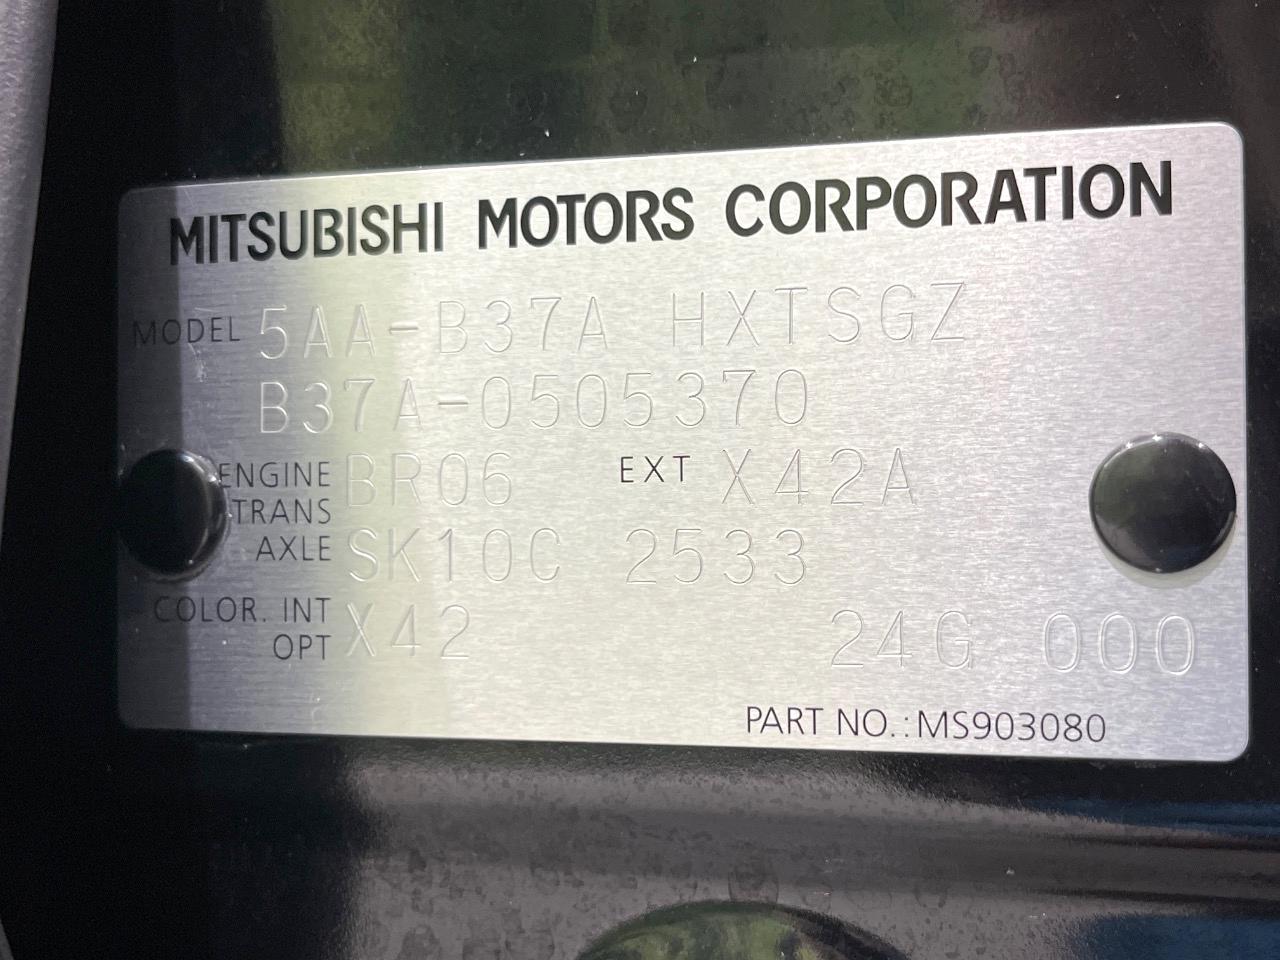 MITSUBISHI MOTORS CORPORATION
MODEL 5AA-B37A HXTSGZ
B37A-0505370
ENGINE BR06 EXT X42A
TRANS
AXLE SK10C 2533
COLOR. INT X42 24G 000
OPT
PART NO.:MS903080